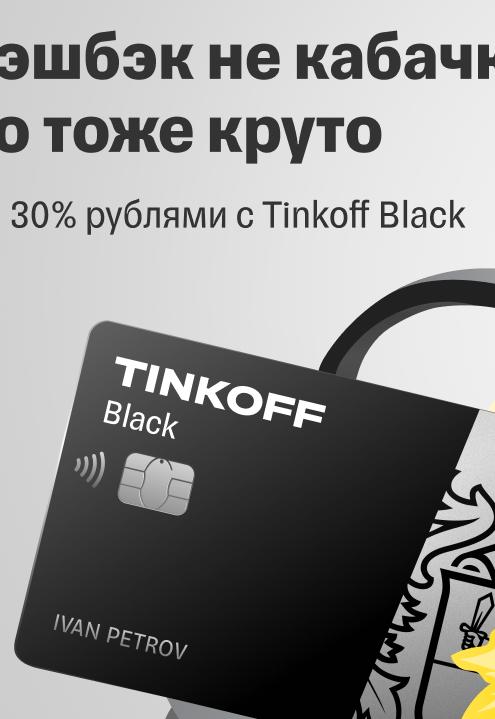 эшбэк не кабачк
о тоже круто
30% рублями с Tinkoff Black
TINKOFF
Black
IVAN PETROV